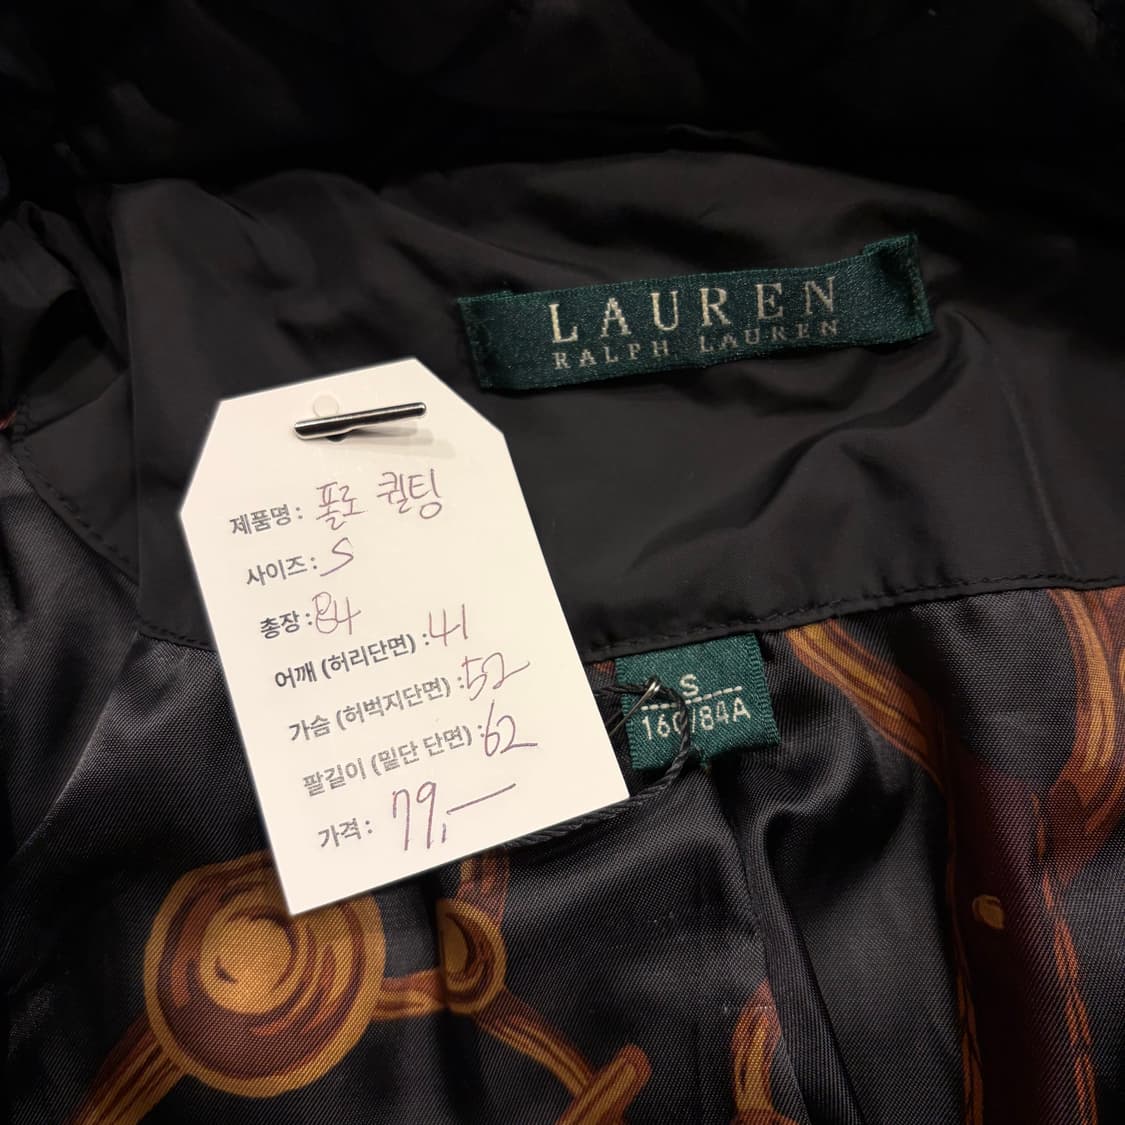 LAUREN
RALPH LAUREN
제품명: 폴로 퀼팅
사이즈: S
총장: 84
어깨 (허리단면) : 41
가슴 (허벅지단면) : 52
팔길이 (밑단 단면) : 62
가격: 79,-
S
160/84A